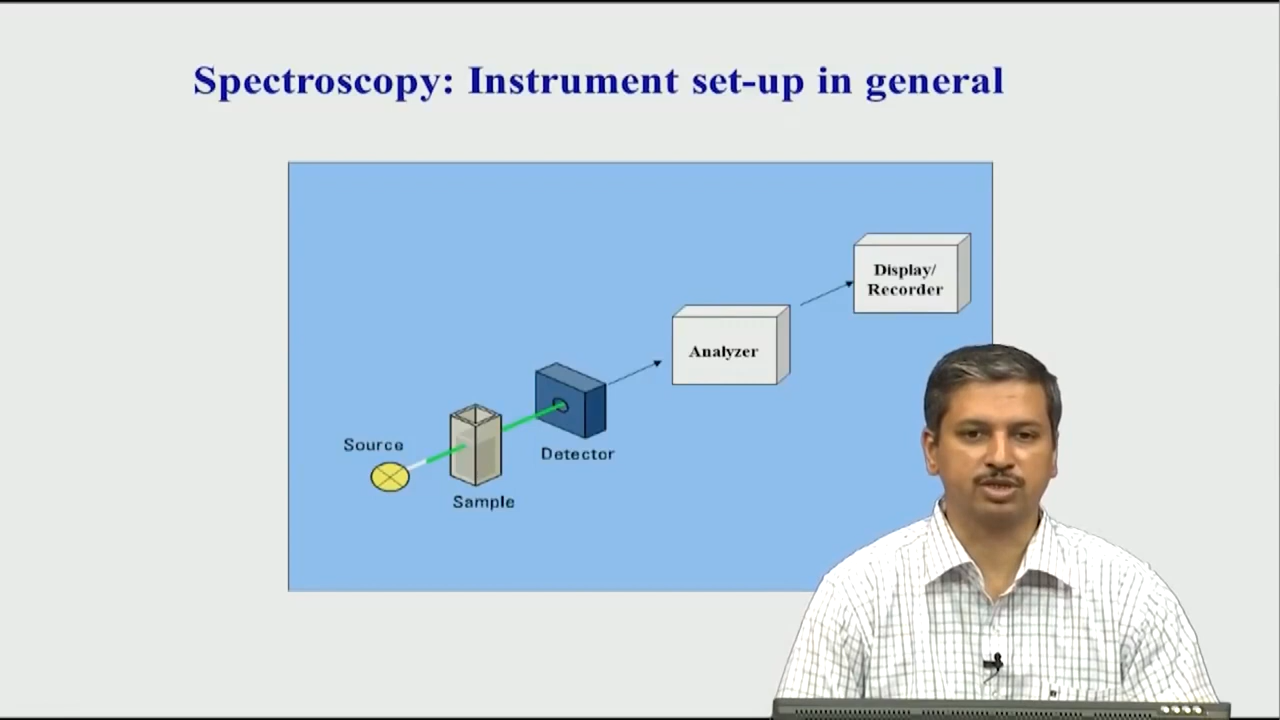 Spectroscopy: Instrument set-up in general
Display/
Recorder
Analyzer
Source
Detector
Sample